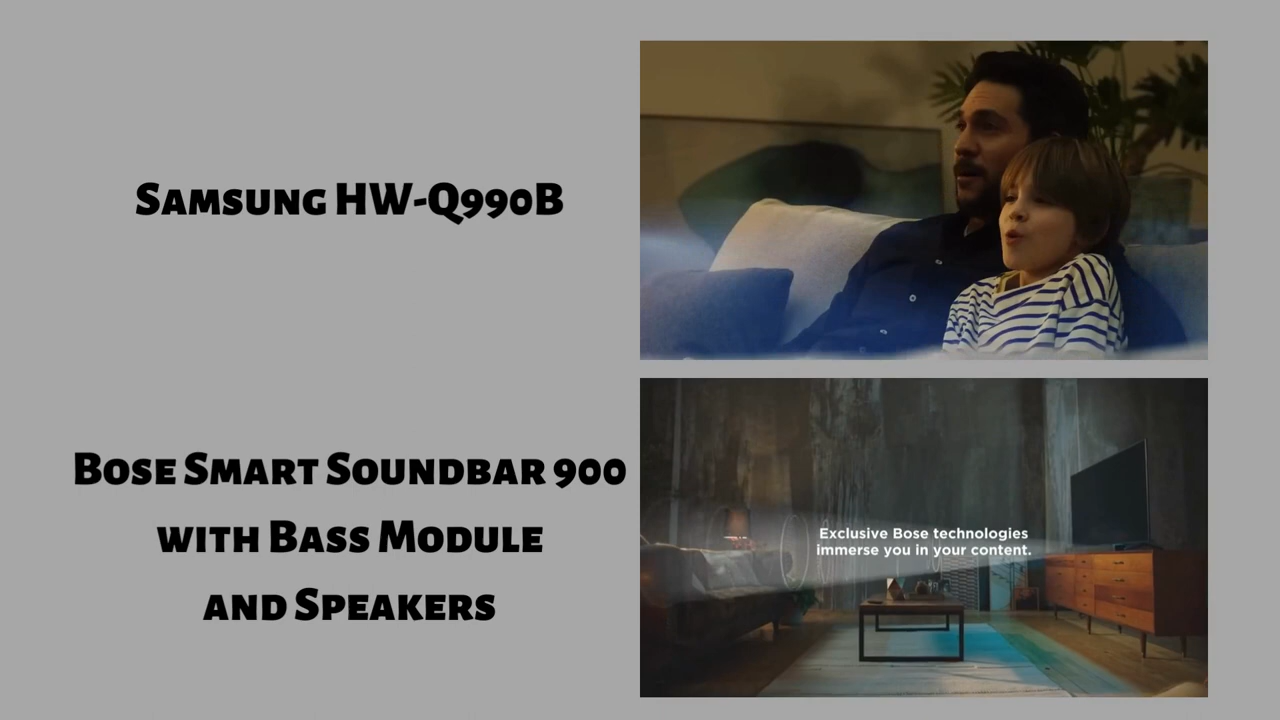 Samsung HW-Q990B
Bose Smart Soundbar 900
with Bass Module
and Speakers
Exclusive Bose technologies
immerse you in your content.